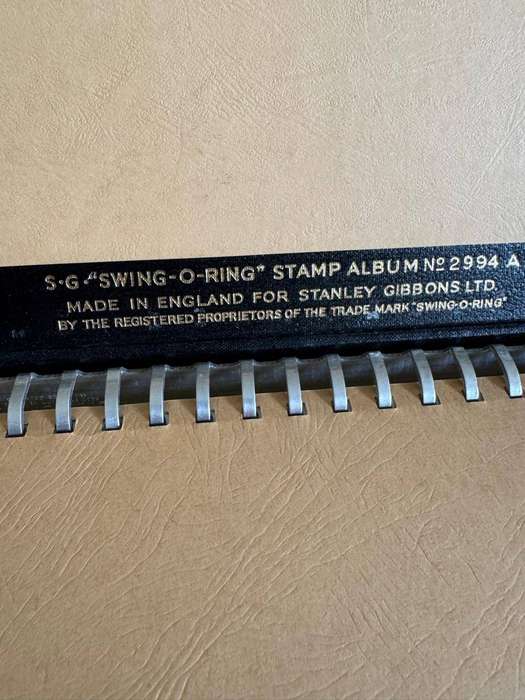 S·G·"SWING-O-RING" STAMP ALBUM No 2994 A
MADE IN ENGLAND FOR STANLEY GIBBONS, LTD.
BY THE REGISTERED PROPRIETORS OF THE TRADE MARK "SWING-O-RING"